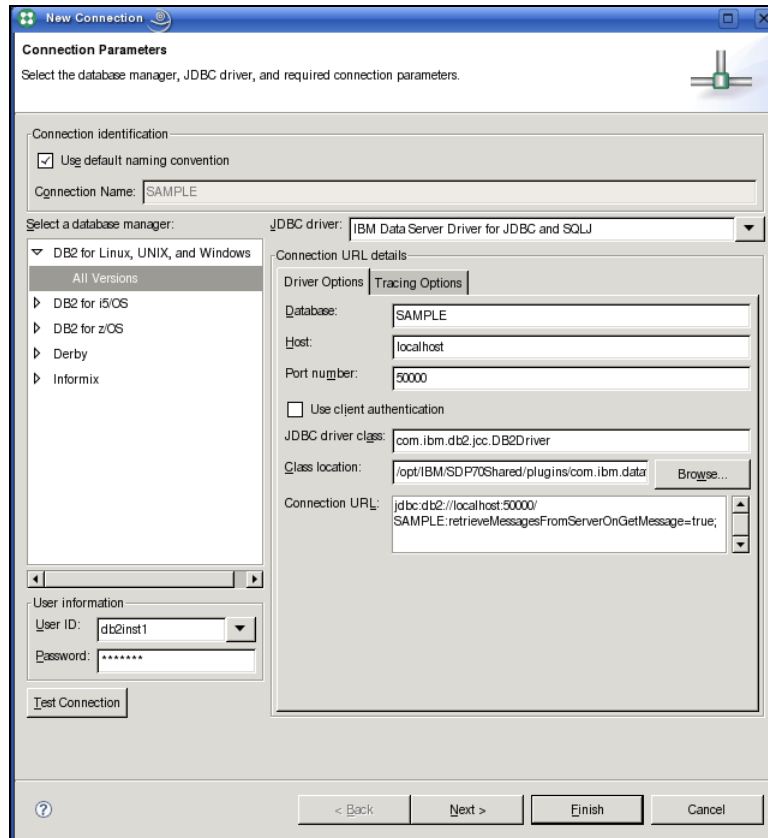 New Connection
Connection Parameters
Select the database manager, JDBC driver, and required connection parameters.
Connection identification
Use default naming convention
Connection Name: SAMPLE
Select a database manager:
DB2 for Linux, UNIX, and Windows
All Versions
DB2 for i5/OS
DB2 for z/OS
Derby
Informix
User information
User ID: db2inst1
Password: *******
Test Connection
JDBC driver: IBM Data Server Driver for JDBC and SQLJ
Connection URL details
Driver Options Tracing Options
Database: SAMPLE
Host: localhost
Port number: 50000
Use client authentication
JDBC driver class: com.ibm.db2.jcc.DB2Driver
Class location: /opt/IBM/SDP70Shared/plugins/com.ibm.data Browse...
Connection URL: jdbc:db2://localhost:50000/
SAMPLE:retrieveMessagesFromServerOnGetMessage=true;
? < Back Next > Finish Cancel